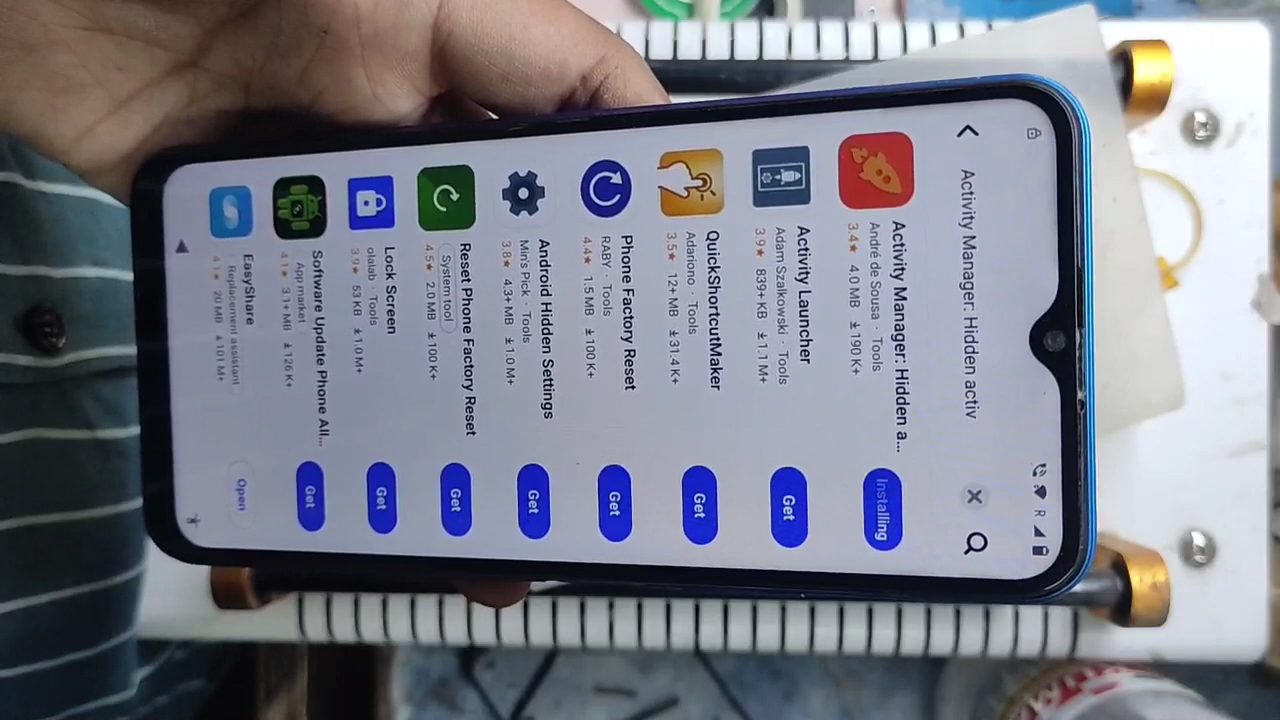 R
Activity Manager: Hidden activ
Activity Manager: Hidden a...
André de Sousa · Tools
3.4★ 4.0 MB 190 K+
Installing
Activity Launcher
Adam Szalkowski · Tools
3.9★ 839+ KB 1.1 M+
Get
QuickShortcutMaker
Adariono · Tools
3.5★ 12+ MB 31.4 K+
Get
Phone Factory Reset
RABY · Tools
4.4★ 1.5 MB 100 K+
Get
Android Hidden Settings
Min's Pick · Tools
3.8★ 4.3+ MB 1.0 M+
Get
Reset Phone Factory Reset
System tool
4.5★ 2.0 MB 100 K+
Get
Lock Screen
olalab · Tools
3.9★ 53 KB 1.0 M+
Get
Software Update Phone All...
App market
4.1★ 3.1+ MB 126 K+
Get
EasyShare
Replacement assistant
4.1★ 20 MB 101 M+
Open